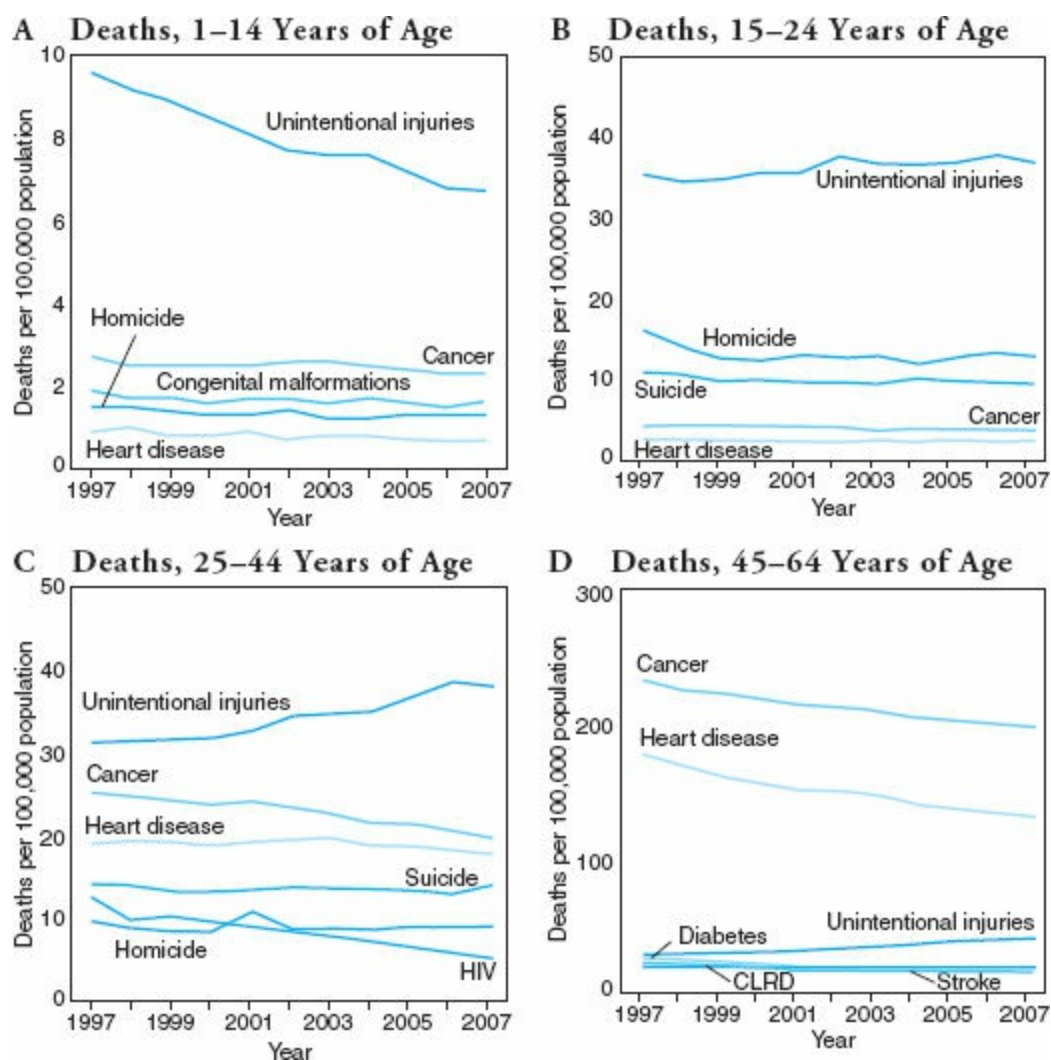 A Deaths, 1–14 Years of Age
Deaths per 100,000 population
10
8
6
4
2
0
Unintentional injuries
Homicide
Cancer
Congenital malformations
Heart disease
1997 1999 2001 2003 2005 2007
Year
B Deaths, 15–24 Years of Age
Deaths per 100,000 population
50
40
30
20
10
0
Unintentional injuries
Homicide
Suicide
Cancer
Heart disease
1997 1999 2001 2003 2005 2007
Year
C Deaths, 25–44 Years of Age
Deaths per 100,000 population
50
40
30
20
10
0
Unintentional injuries
Cancer
Heart disease
Suicide
Homicide
HIV
1997 1999 2001 2003 2005 2007
Year
D Deaths, 45–64 Years of Age
Deaths per 100,000 population
300
200
100
0
Cancer
Heart disease
Unintentional injuries
Diabetes
CLRD
Stroke
1997 1999 2001 2003 2005 2007
Year